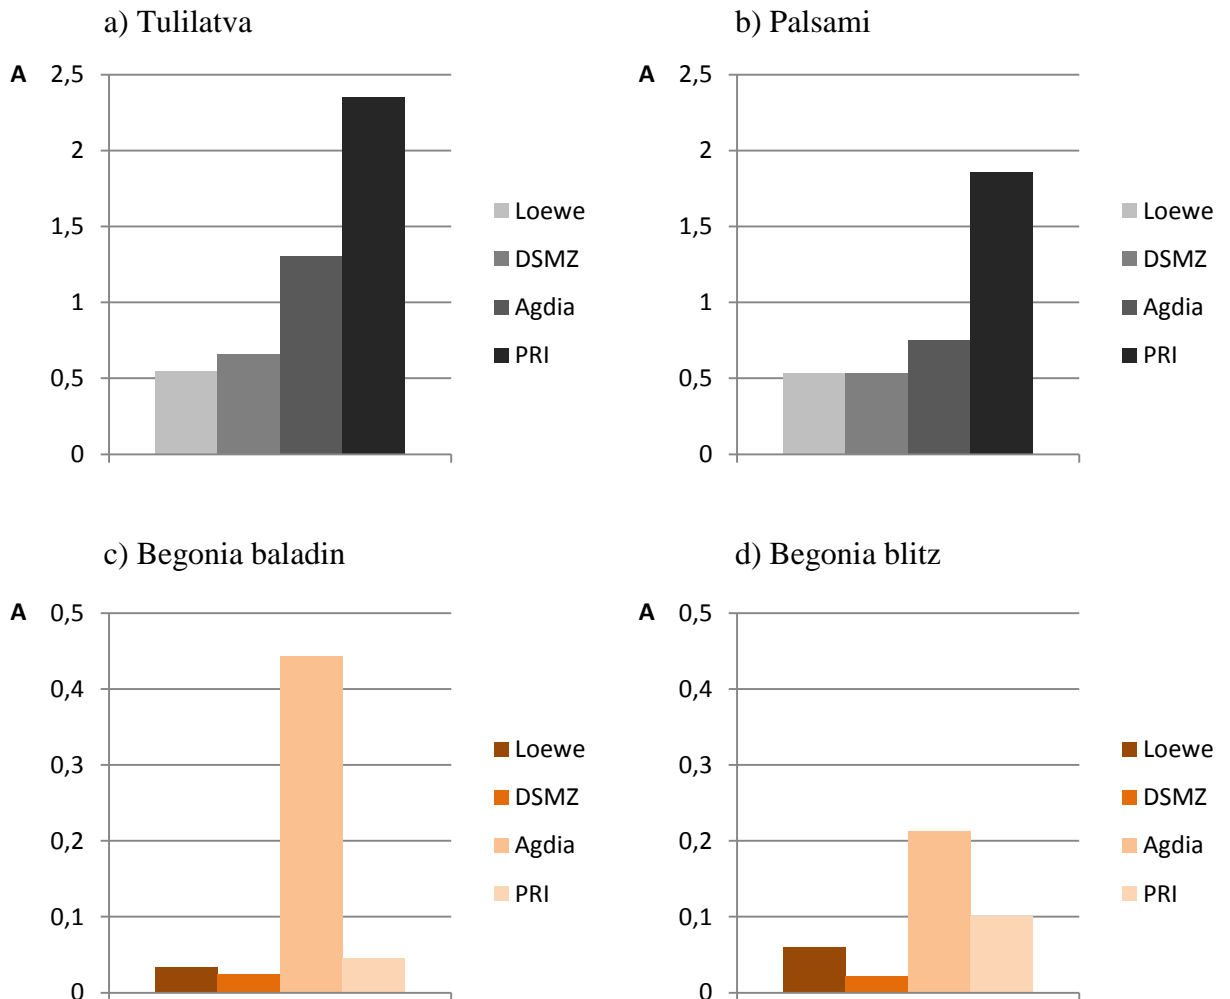 a) Tulilatva
A
2,5
2
1,5
1
0,5
0
Loewe
DSMZ
Agdia
PRI
b) Palsami
A
2,5
2
1,5
1
0,5
0
Loewe
DSMZ
Agdia
PRI
c) Begonia baladin
A
0,5
0,4
0,3
0,2
0,1
0
Loewe
DSMZ
Agdia
PRI
d) Begonia blitz
A
0,5
0,4
0,3
0,2
0,1
0
Loewe
DSMZ
Agdia
PRI